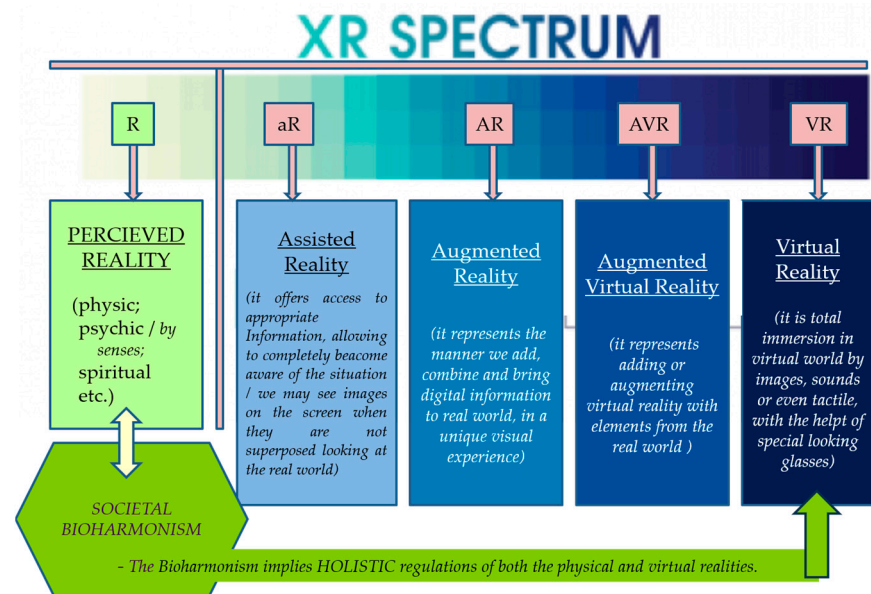 XR SPECTRUM
R
aR
AR
AVR
VR
PERCIEVED
REALITY
(physic;
psychic / by
senses;
spiritual
etc.)
Assisted
Reality
(it offers access to
appropriate
Information, allowing
to completely beacome
aware of the situation
/ we may see images
on the screen when
they are not
superposed looking at
the real world)
Augmented
Reality
(it represents the
manner we add,
combine and bring
digital information
to real world, in a
unique visual
experience)
Augmented
Virtual Reality
(it represents
adding or
augmenting
virtual reality with
elements from the
real world )
Virtual
Reality
(it is total
immersion in
virtual world by
images, sounds
or even tactile,
with the helpt of
special looking
glasses)
SOCIETAL
BIOHARMONISM
- The Bioharmonism implies HOLISTIC regulations of both the physical and virtual realities.